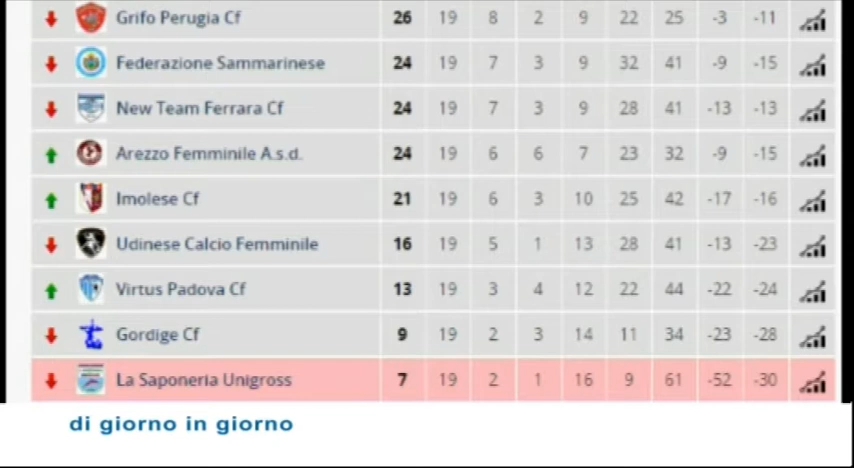 Grifo Perugia Cf 26 19 8 2 9 22 25 -3 -11
Federazione Sammarinese 24 19 7 3 9 32 41 -9 -15
New Team Ferrara Cf 24 19 7 3 9 28 41 -13 -13
Arezzo Femminile A.s.d. 24 19 6 6 7 23 32 -9 -15
Imolese Cf 21 19 6 3 10 25 42 -17 -16
Udinese Calcio Femminile 16 19 5 1 13 28 41 -13 -23
Virtus Padova Cf 13 19 3 4 12 22 44 -22 -24
Gordige Cf 9 19 2 3 14 11 34 -23 -28
La Saponeria Unigross 7 19 2 1 16 9 61 -52 -30
di giorno in giorno